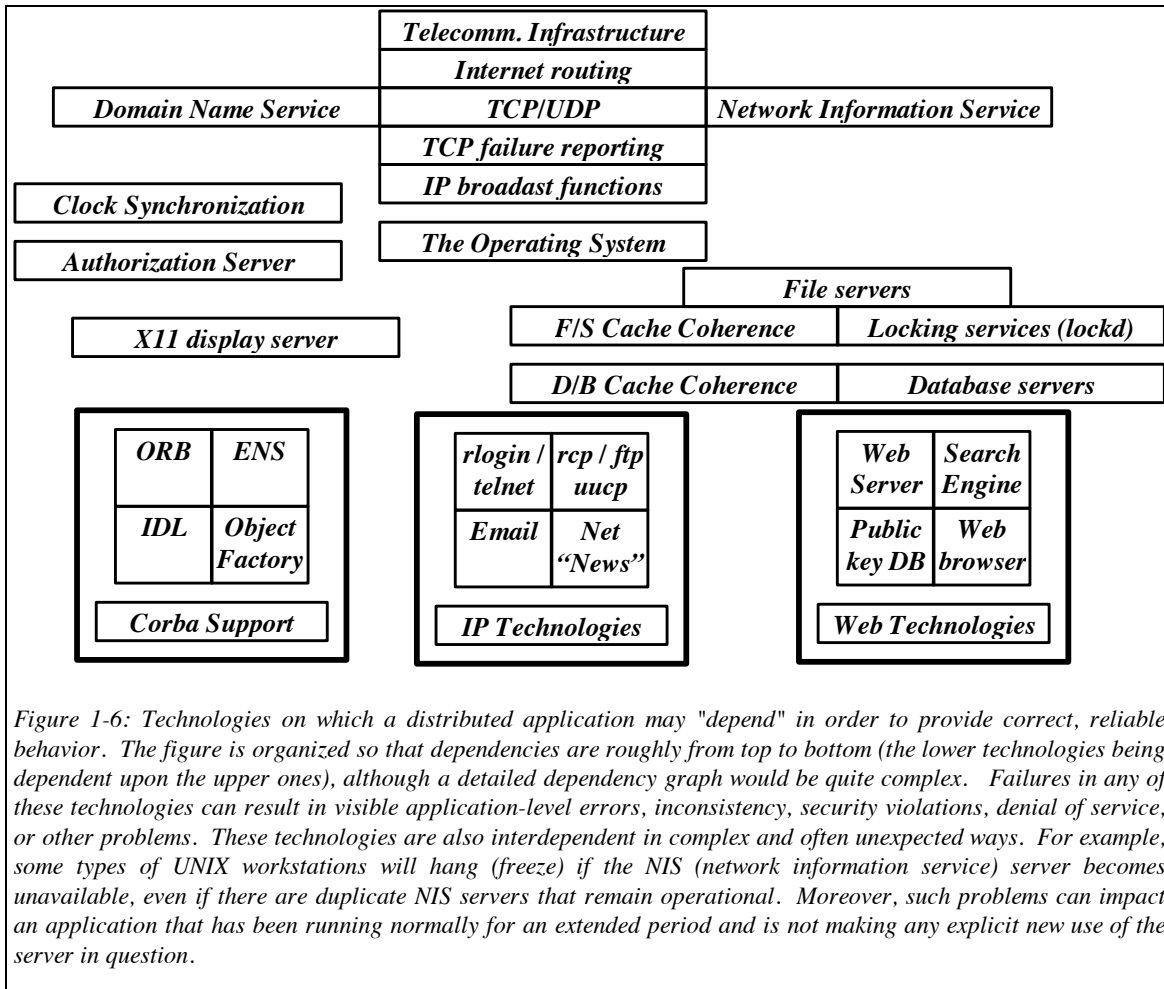 Telecomm. Infrastructure
Internet routing
Domain Name Service TCP/UDP Network Information Service
TCP failure reporting
IP broadast functions
Clock Synchronization
The Operating System
Authorization Server
File servers
F/S Cache Coherence Locking services (lockd)
X11 display server
D/B Cache Coherence Database servers
ORB ENS
IDL Object
Factory
Corba Support
rlogin / rcp / ftp
telnet uucp
Email Net
“News”
IP Technologies
Web Search
Server Engine
Public Web
key DB browser
Web Technologies
Figure 1-6: Technologies on which a distributed application may "depend" in order to provide correct, reliable
behavior. The figure is organized so that dependencies are roughly from top to bottom (the lower technologies being
dependent upon the upper ones), although a detailed dependency graph would be quite complex. Failures in any of
these technologies can result in visible application-level errors, inconsistency, security violations, denial of service,
or other problems. These technologies are also interdependent in complex and often unexpected ways. For example,
some types of UNIX workstations will hang (freeze) if the NIS (network information service) server becomes
unavailable, even if there are duplicate NIS servers that remain operational. Moreover, such problems can impact
an application that has been running normally for an extended period and is not making any explicit new use of the
server in question.